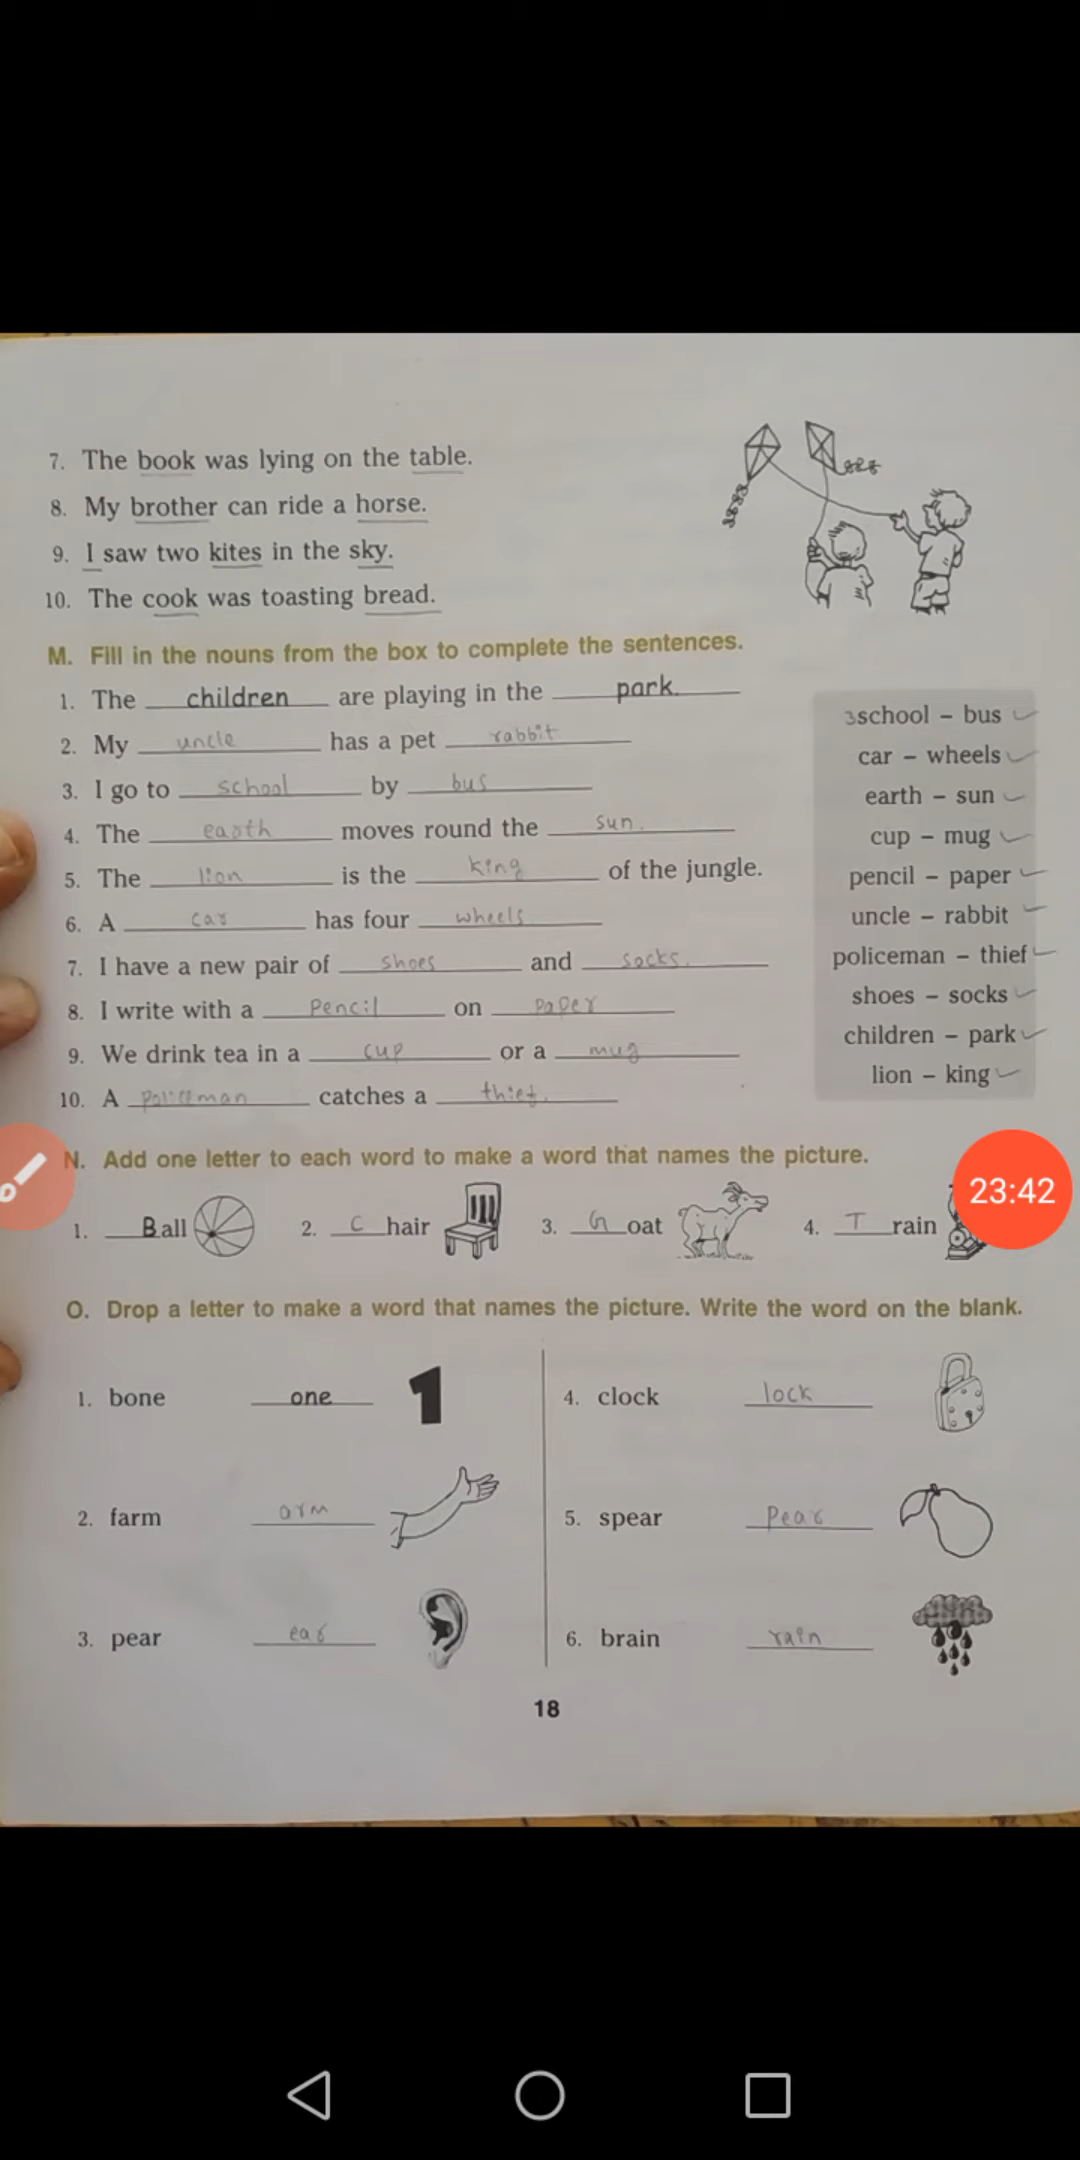 7. The book was lying on the table.
8. My brother can ride a horse.
9. I saw two kites in the sky.
10. The cook was toasting bread.
M. Fill in the nouns from the box to complete the sentences.
1. The children are playing in the park.
2. My uncle has a pet rabbit
3. I go to school by bus
4. The earth moves round the sun.
5. The lion is the king of the jungle.
6. A car has four wheels
7. I have a new pair of shoes and socks.
8. I write with a Pencil on paper
9. We drink tea in a cup or a mug
10. A Policeman catches a thief.
3school – bus
car – wheels
earth – sun
cup – mug
pencil – paper
uncle – rabbit
policeman – thief
shoes – socks
children – park
lion – king
N. Add one letter to each word to make a word that names the picture.
23:42
1. Ball 2. C hair 3. G oat 4. T rain
O. Drop a letter to make a word that names the picture. Write the word on the blank.
1. bone one 1
2. farm arm
3. pear ear
4. clock lock
5. spear Pear
6. brain rain
18